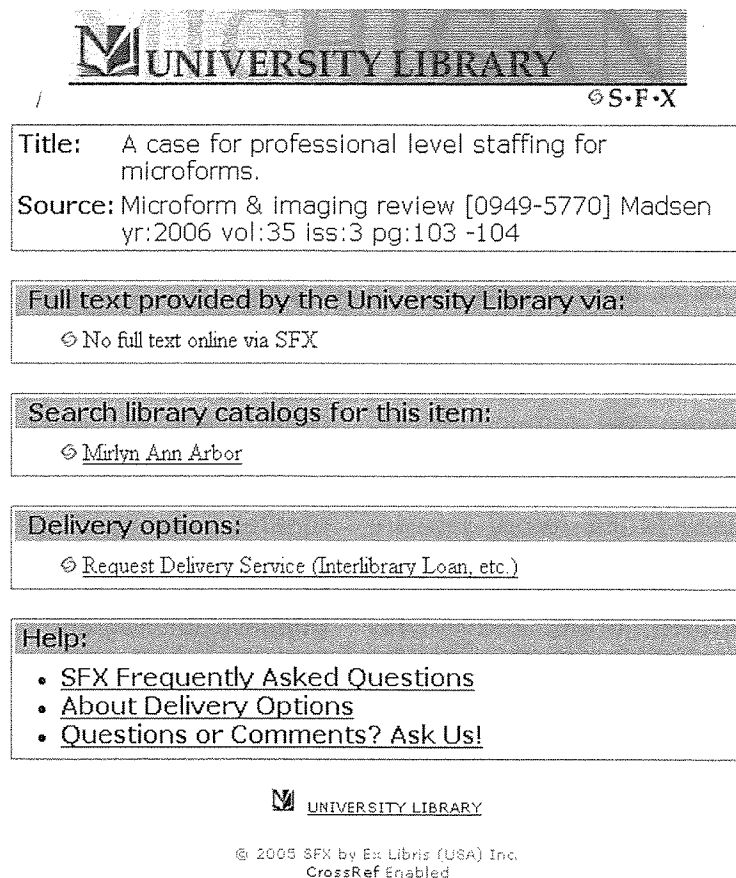 MICHIGAN
UNIVERSITY LIBRARY
S·F·X
Title: A case for professional level staffing for
microforms.
Source: Microform & imaging review [0949-5770] Madsen
yr:2006 vol:35 iss:3 pg:103 -104
Full text provided by the University Library via:
No full text online via SFX
Search library catalogs for this item:
Mirlyn Ann Arbor
Delivery options:
Request Delivery Service (Interlibrary Loan, etc.)
Help:
• SFX Frequently Asked Questions
• About Delivery Options
• Questions or Comments? Ask Us!
UNIVERSITY LIBRARY
© 2005 SFX by Ex Libris (USA) Inc.
CrossRef Enabled